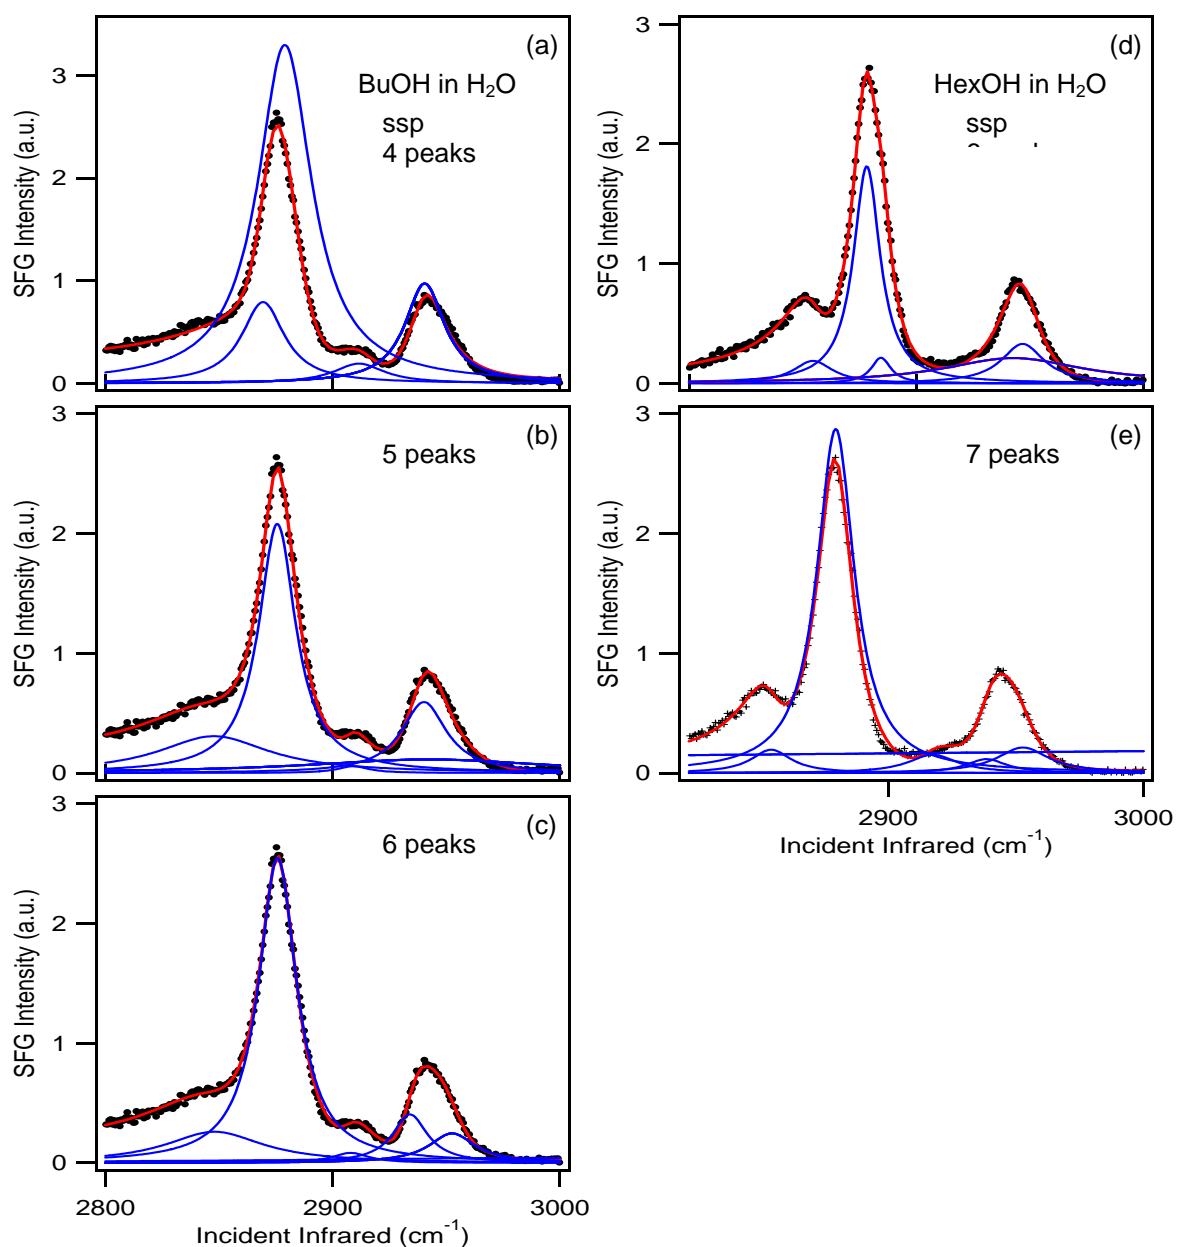 (a)
BuOH in H2O
ssp
4 peaks
SFG Intensity (a.u.)
3
2
1
0
(b)
5 peaks
SFG Intensity (a.u.)
3
2
1
0
(c)
6 peaks
SFG Intensity (a.u.)
3
2
1
0
2800
2900
3000
Incident Infrared (cm-1)
(d)
HexOH in H2O
ssp
SFG Intensity (a.u.)
3
2
1
0
(e)
7 peaks
SFG Intensity (a.u.)
3
2
1
0
2900
3000
Incident Infrared (cm-1)